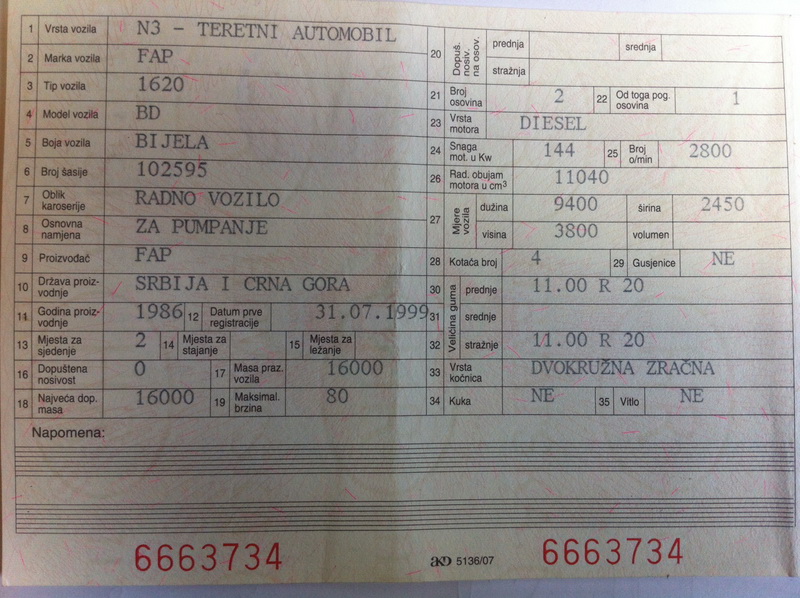 1 Vrsta vozila N3 - TERETNI AUTOMOBIL
2 Marka vozila FAP
3 Tip vozila 1620
4 Model vozila BD
5 Boja vozila BIJELA
6 Broj šasije 102595
7 Oblik karoserije RADNO VOZILO
8 Osnovna namjena ZA PUMPANJE
9 Proizvođač FAP
10 Država proiz-vodnje SRBIJA I CRNA GORA
11 Godina proiz-vodnje 1986 12 Datum prve registracije 31.07.1999
13 Mjesta za sjedenje 2 14 Mjesta za stajanje 15 Mjesta za ležanje
16 Dopuštena nosivost 0 17 Masa praz. vozila 16000
18 Najveća dop. masa 16000 19 Maksimal. brzina 80
20 Dopuš. nosiv. na osov. prednja srednja
stražnja
21 Broj osovina 2 22 Od toga pog. osovina 1
23 Vrsta motora DIESEL
24 Snaga mot. u Kw 144 25 Broj o/min 2800
26 Rad. obujam motora u cm³ 11040
27 Mjere vozila dužina 9400 širina 2450
visina 3800 volumen
28 Kotača broj 4 29 Gusjenice NE
30 Veličina guma prednje 11.00 R 20
31 srednje
32 stražnje 11.00 R 20
33 Vrsta kočnica DVOKRUŽNA ZRAČNA
34 Kuka NE 35 Vitlo NE
Napomena:
6663734 AKD 5136/07 6663734